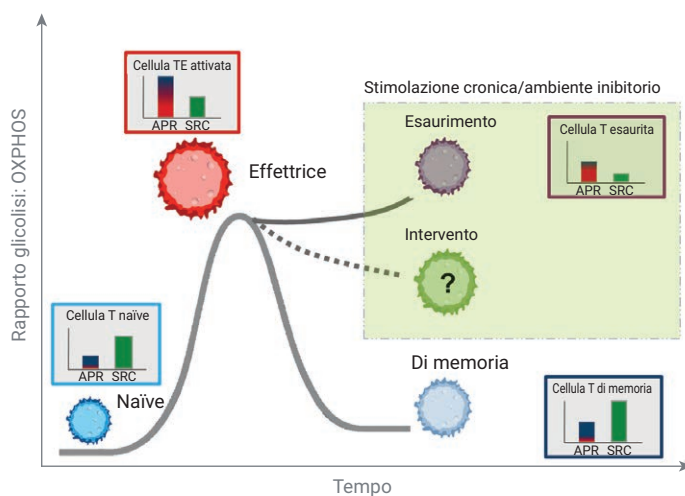 Rapporto glicolisi: OXPHOS
Cellula TE attivata
APR SRC
Effettrice
Stimolazione cronica/ambiente inibitorio
Esaurimento
Cellula T esaurita
APR SRC
Intervento
?
Cellula T naïve
APR SRC
Naïve
Di memoria
Cellula T di memoria
APR SRC
Tempo